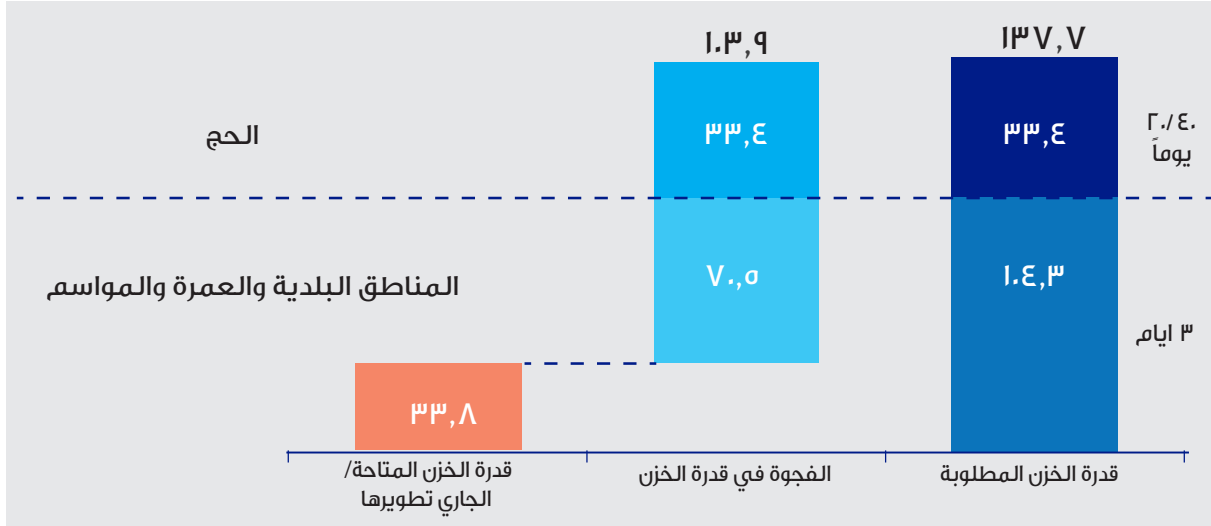 ١٣٧,٧
١٠٣,٩
٢٠/٤٠
يوماً
٣٣,٤
٣٣,٤
الحج
١٠٤,٣
٧٠,٥
المناطق البلدية والعمرة والمواسم
٣ ايام
٣٣,٨
قدرة الخزن المطلوبة
الفجوة في قدرة الخزن
قدرة الخزن المتاحة/
الجاري تطويرها